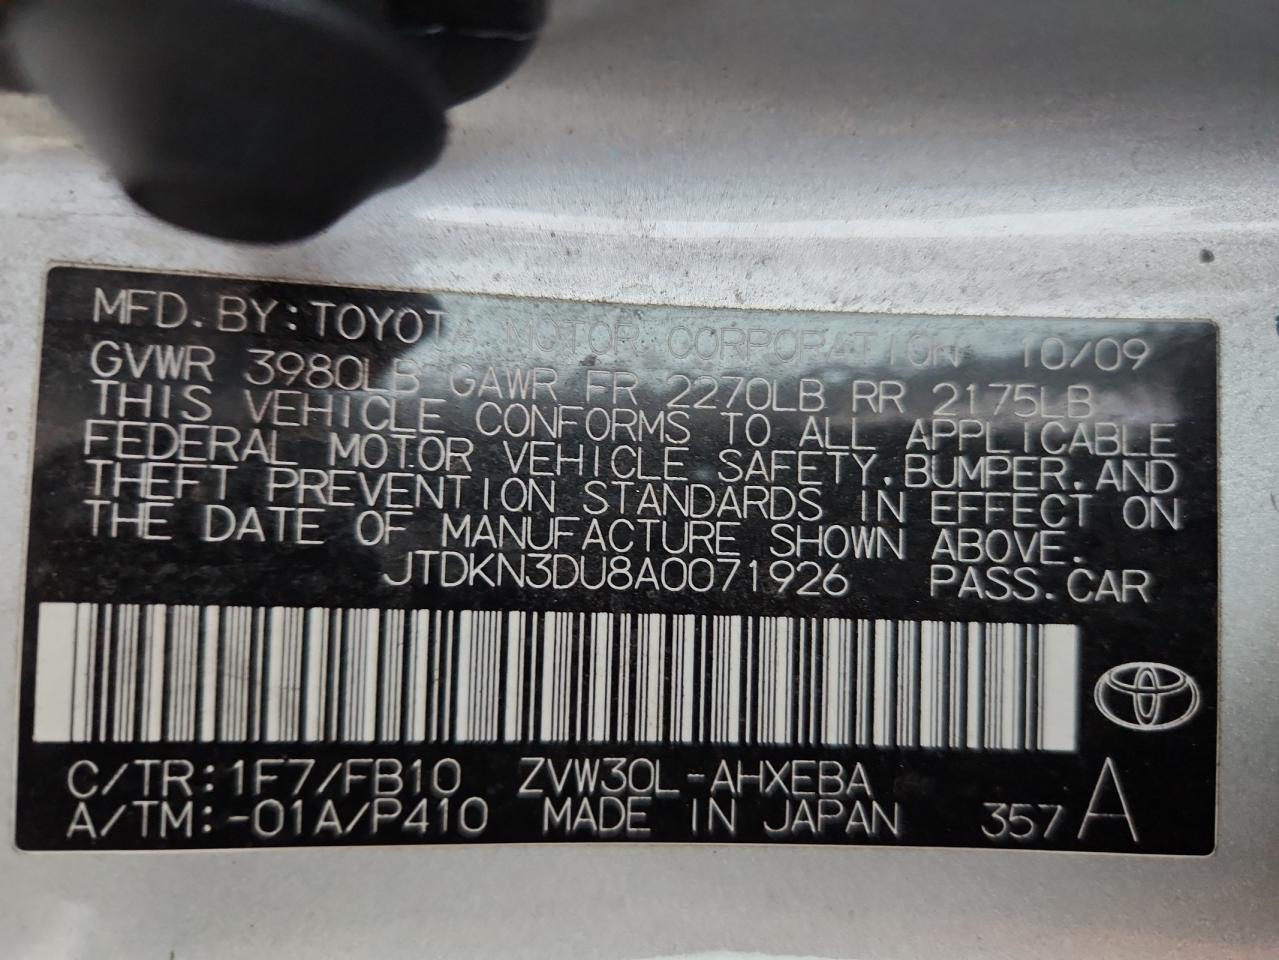 MFD. BY: TOYOTA MOTOR CORPORATION 10/09
GVWR 3980LB GAWR FR 2270LB RR 2175LB
THIS VEHICLE CONFORMS TO ALL APPLICABLE
FEDERAL MOTOR VEHICLE SAFETY, BUMPER, AND
THEFT PREVENTION STANDARDS IN EFFECT ON
THE DATE OF MANUFACTURE SHOWN ABOVE.
JTDKN3DU8A0071926 PASS. CAR
C/TR: 1F7/FB10 ZVW30L-AHXEBA
A/TM: -01A/P410 MADE IN JAPAN 357 A